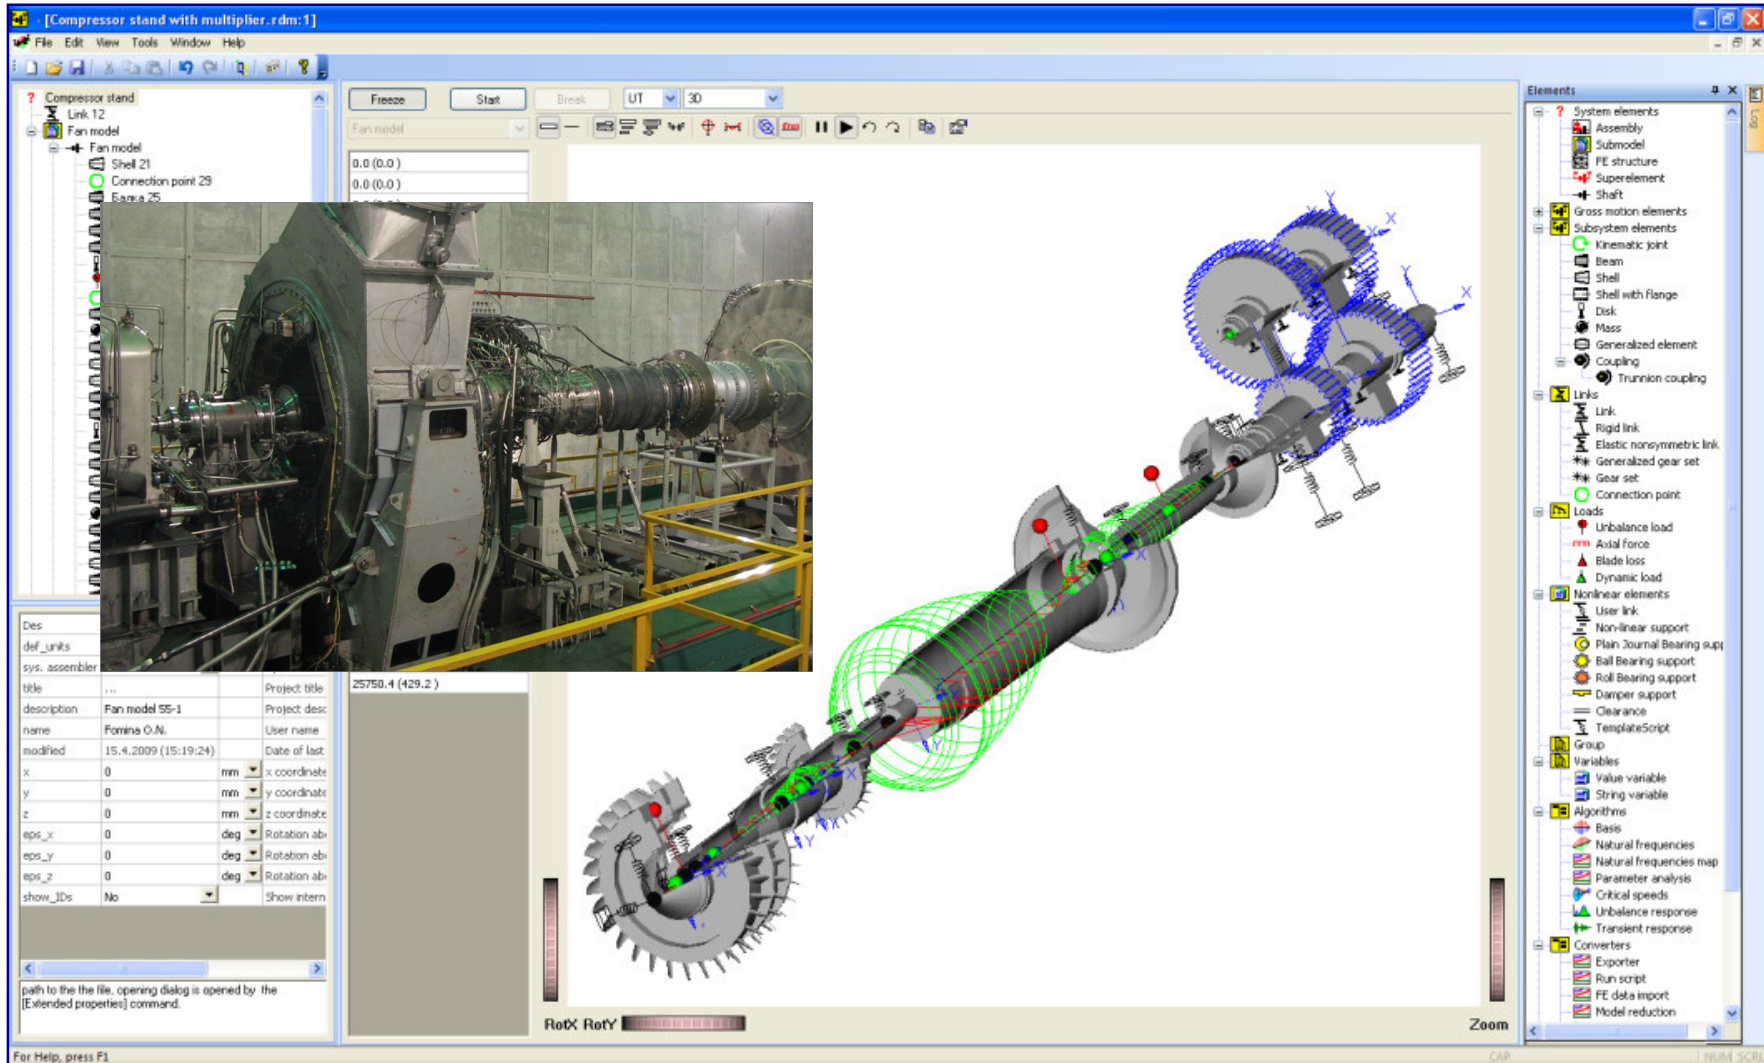 - [Compressor stand with multiplier.rdm:1]
File Edit View Tools Window Help
Compressor stand
Link 12
Fan model
Fan model
Shell 21
Connection point 29
Балка 25
Des
def_units
sys. assembler
title ... Project title
description Fan model 55-1 Project desc
name Fomina O.N. User name
modified 15.4.2009 (15:19:24) Date of last
x 0 mm x coordinate
y 0 mm y coordinate
z 0 mm z coordinate
eps_x 0 deg Rotation ab
eps_y 0 deg Rotation ab
eps_z 0 deg Rotation ab
show_IDs No Show intern
path to the the file, opening dialog is opened by the
[Extended properties] command.
Freeze Start Break UT 3D
Fan model
0.0 (0.0 )
0.0 (0.0 )
25750.4 (429.2 )
X
Y
X
Y
X
Y
X
Y
X
RotX RotY
Zoom
Elements
System elements
Assembly
Submodel
FE structure
Superelement
Shaft
Gross motion elements
Subsystem elements
Kinematic joint
Beam
Shell
Shell with flange
Disk
Mass
Generalized element
Coupling
Trunnion coupling
Links
Link
Rigid link
Elastic nonsymmetric link
Generalized gear set
Gear set
Connection point
Loads
Unbalance load
Axial force
Blade loss
Dynamic load
Nonlinear elements
User link
Non-linear support
Plain Journal Bearing supp
Ball Bearing support
Roll Bearing support
Damper support
Clearance
TemplateScript
Group
Variables
Value variable
String variable
Algorithms
Basis
Natural frequencies
Natural frequencies map
Parameter analysis
Critical speeds
Unbalance response
Transient response
Converters
Exporter
Run script
FE data import
Model reduction
Log
For Help, press F1
CAP NUM SCRL